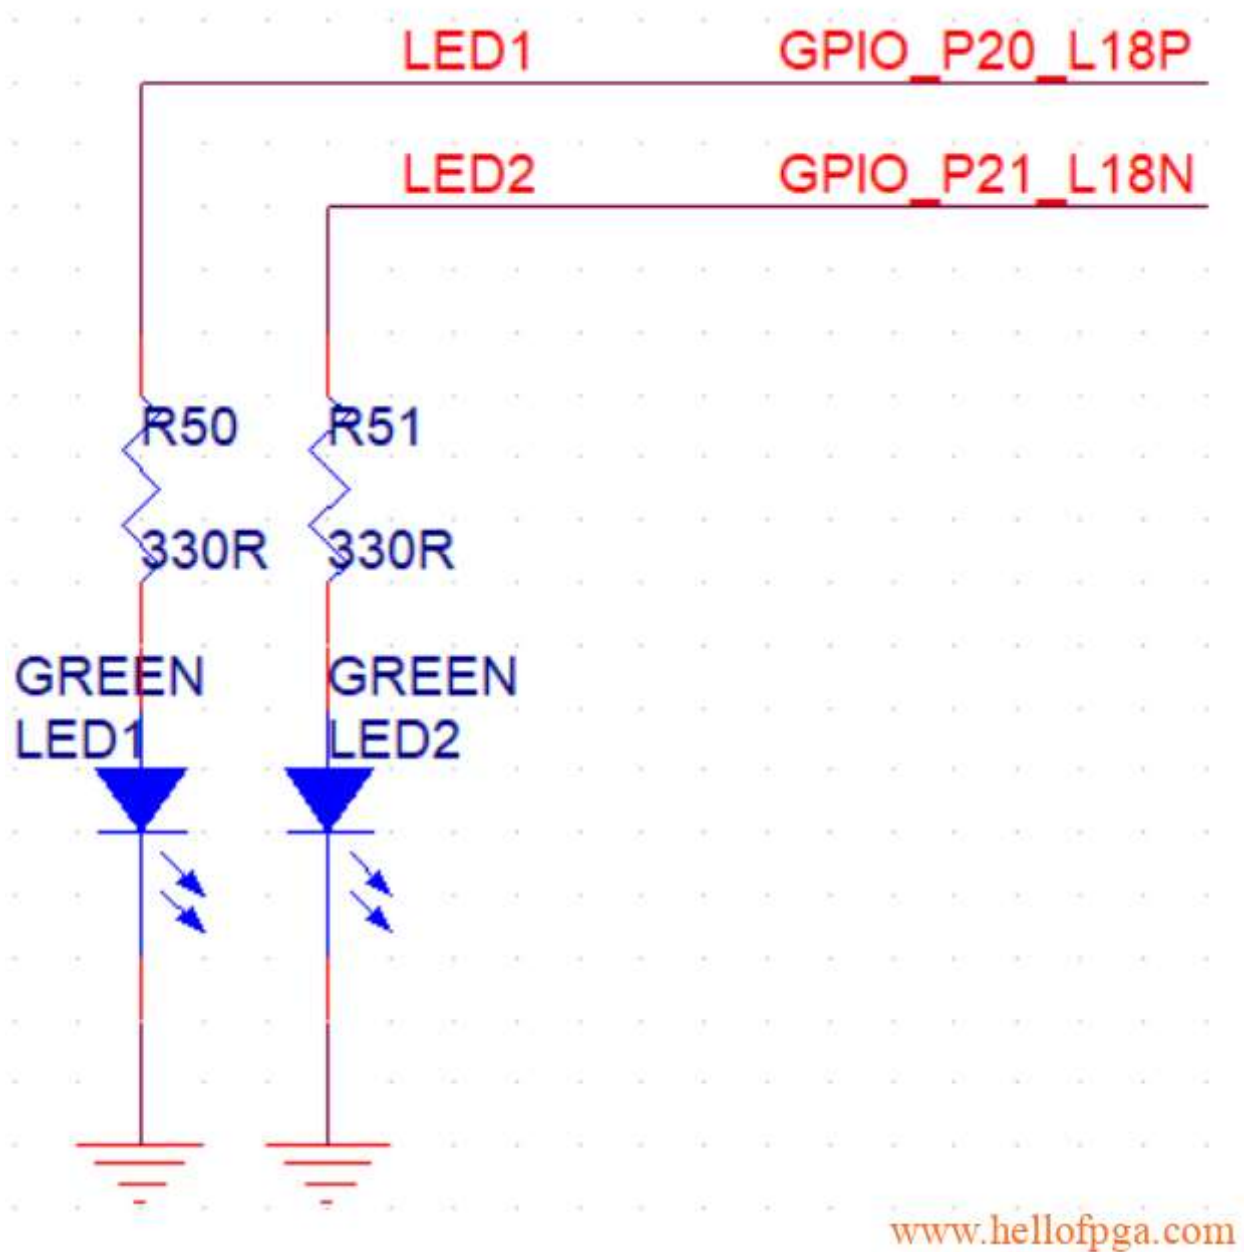 LED1 GPIO_P20_L18P
LED2 GPIO_P21_L18N
R50 R51
330R 330R
GREEN GREEN
LED1 LED2
www.hellofpga.com